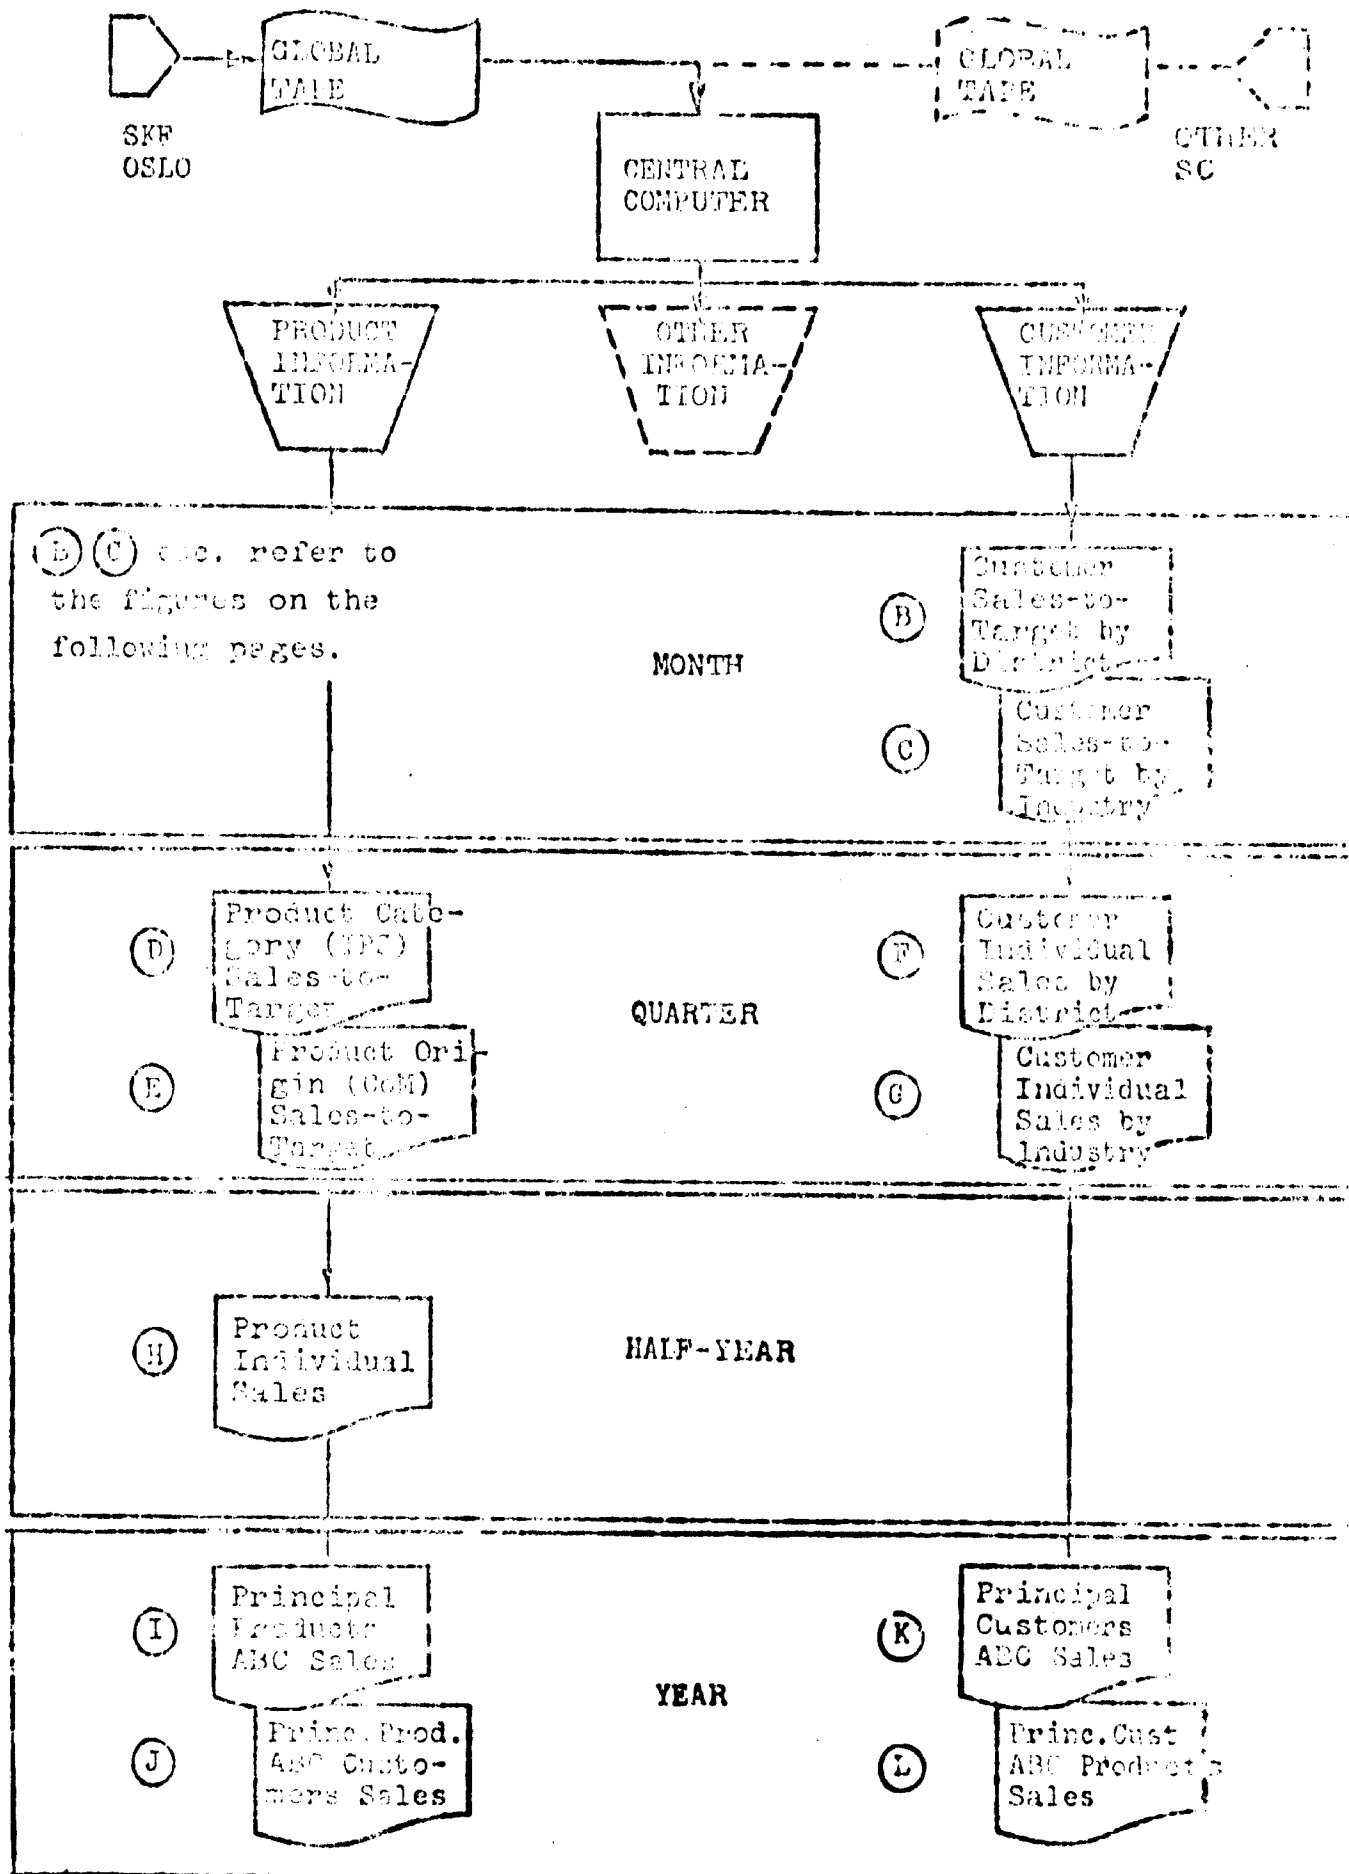 GLOBAL
TAPE
GLOBAL
TAPE
SKF
OSLO
OTHER
SC
CENTRAL
COMPUTER
PRODUCT
INFORMA-
TION
OTHER
INFORMA-
TION
CUSTOMER
INFORMA-
TION
(B) (C) etc. refer to
the figures on the
following pages.
MONTH
B
Customer
Sales-to-
Target by
District
C
Customer
Sales-to-
Target by
Industry
D
Product Cate-
gory
Sales-to-
Target
E
Product Ori-
gin (CoM)
Sales-to-
Target
QUARTER
F
Customer
Individual
Sales by
District
G
Customer
Individual
Sales by
Industry
H
Product
Individual
Sales
HALF-YEAR
I
Principal
Products
ABC Sales
J
Princ.Prod.
ABC Custo-
mers Sales
YEAR
K
Principal
Customers
ABC Sales
L
Princ.Cust
ABC Products
Sales